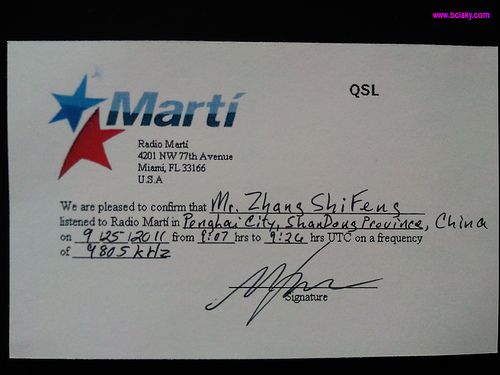 www.bclsky.com
QSL
Martí
Radio Martí
4201 NW 77th Avenue
Miami, FL 33166
U.S.A
We are pleased to confirm that Mr. Zhang ShiFeng
listened to Radio Martí in Penghai City, ShanDong Province, China
on 9/25/2011 from 9:07 hrs to 9:26 hrs UTC on a frequency
of 9805 kHz
Signature